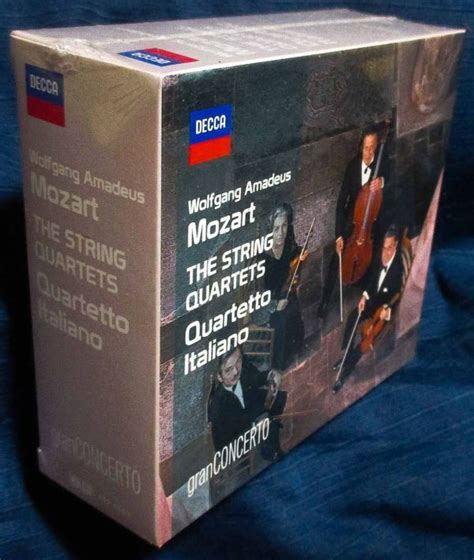 DECCA
DECCA
Wolfgang Amadeus
Mozart
THE STRING
QUARTETS
Quartetto
Italiano
granCONCERTO
DECCA
Wolfgang Amadeus
Mozart
THE STRING
QUARTETS
Quartetto
Italiano
granCONCERTO